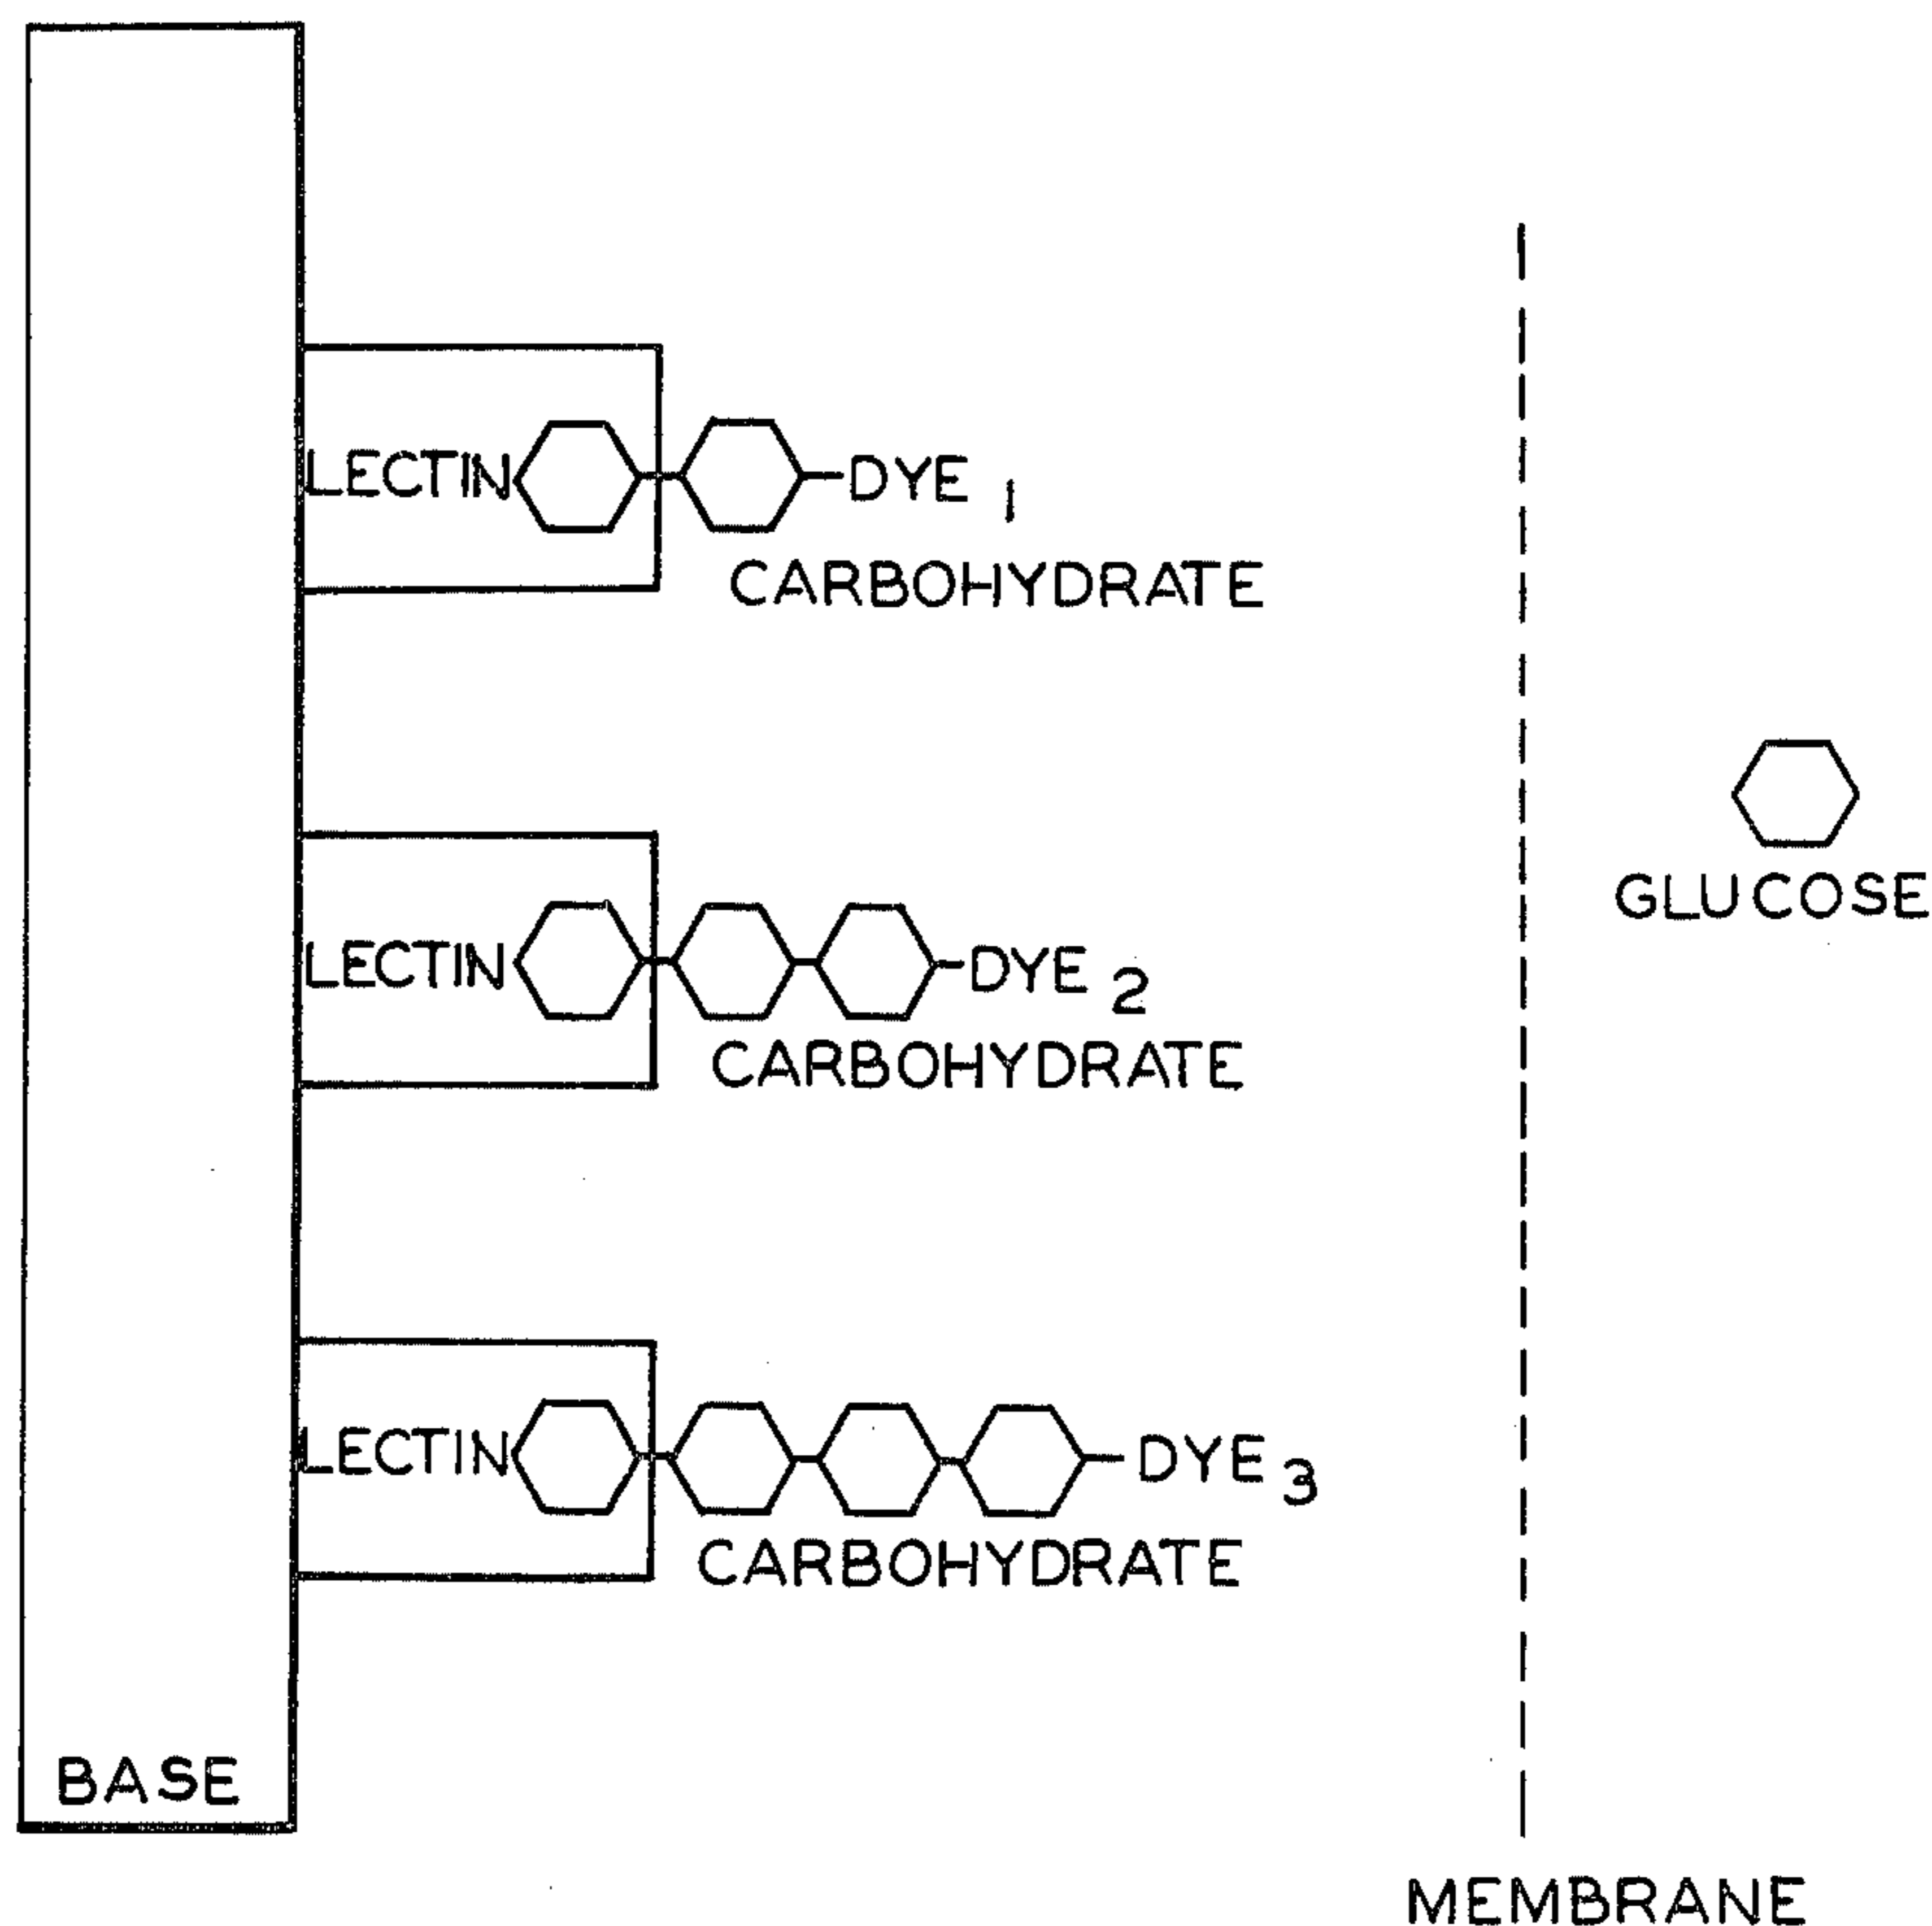 LECTIN DYE 1
CARBOHYDRATE
GLUCOSE
LECTIN DYE 2
CARBOHYDRATE
LECTIN DYE 3
CARBOHYDRATE
BASE
MEMBRANE